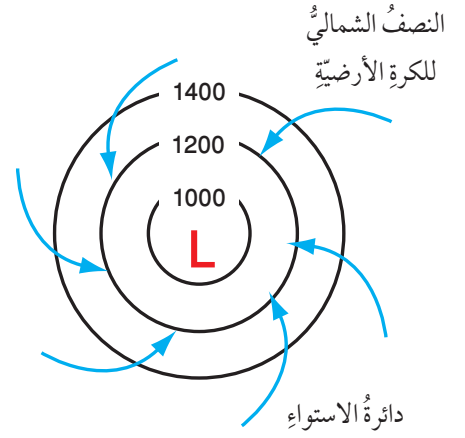 النصفُ الشماليُّ
للكرةِ الأرضيّةِ
1400
1200
1000
L
دائرةُ الاستواءِ